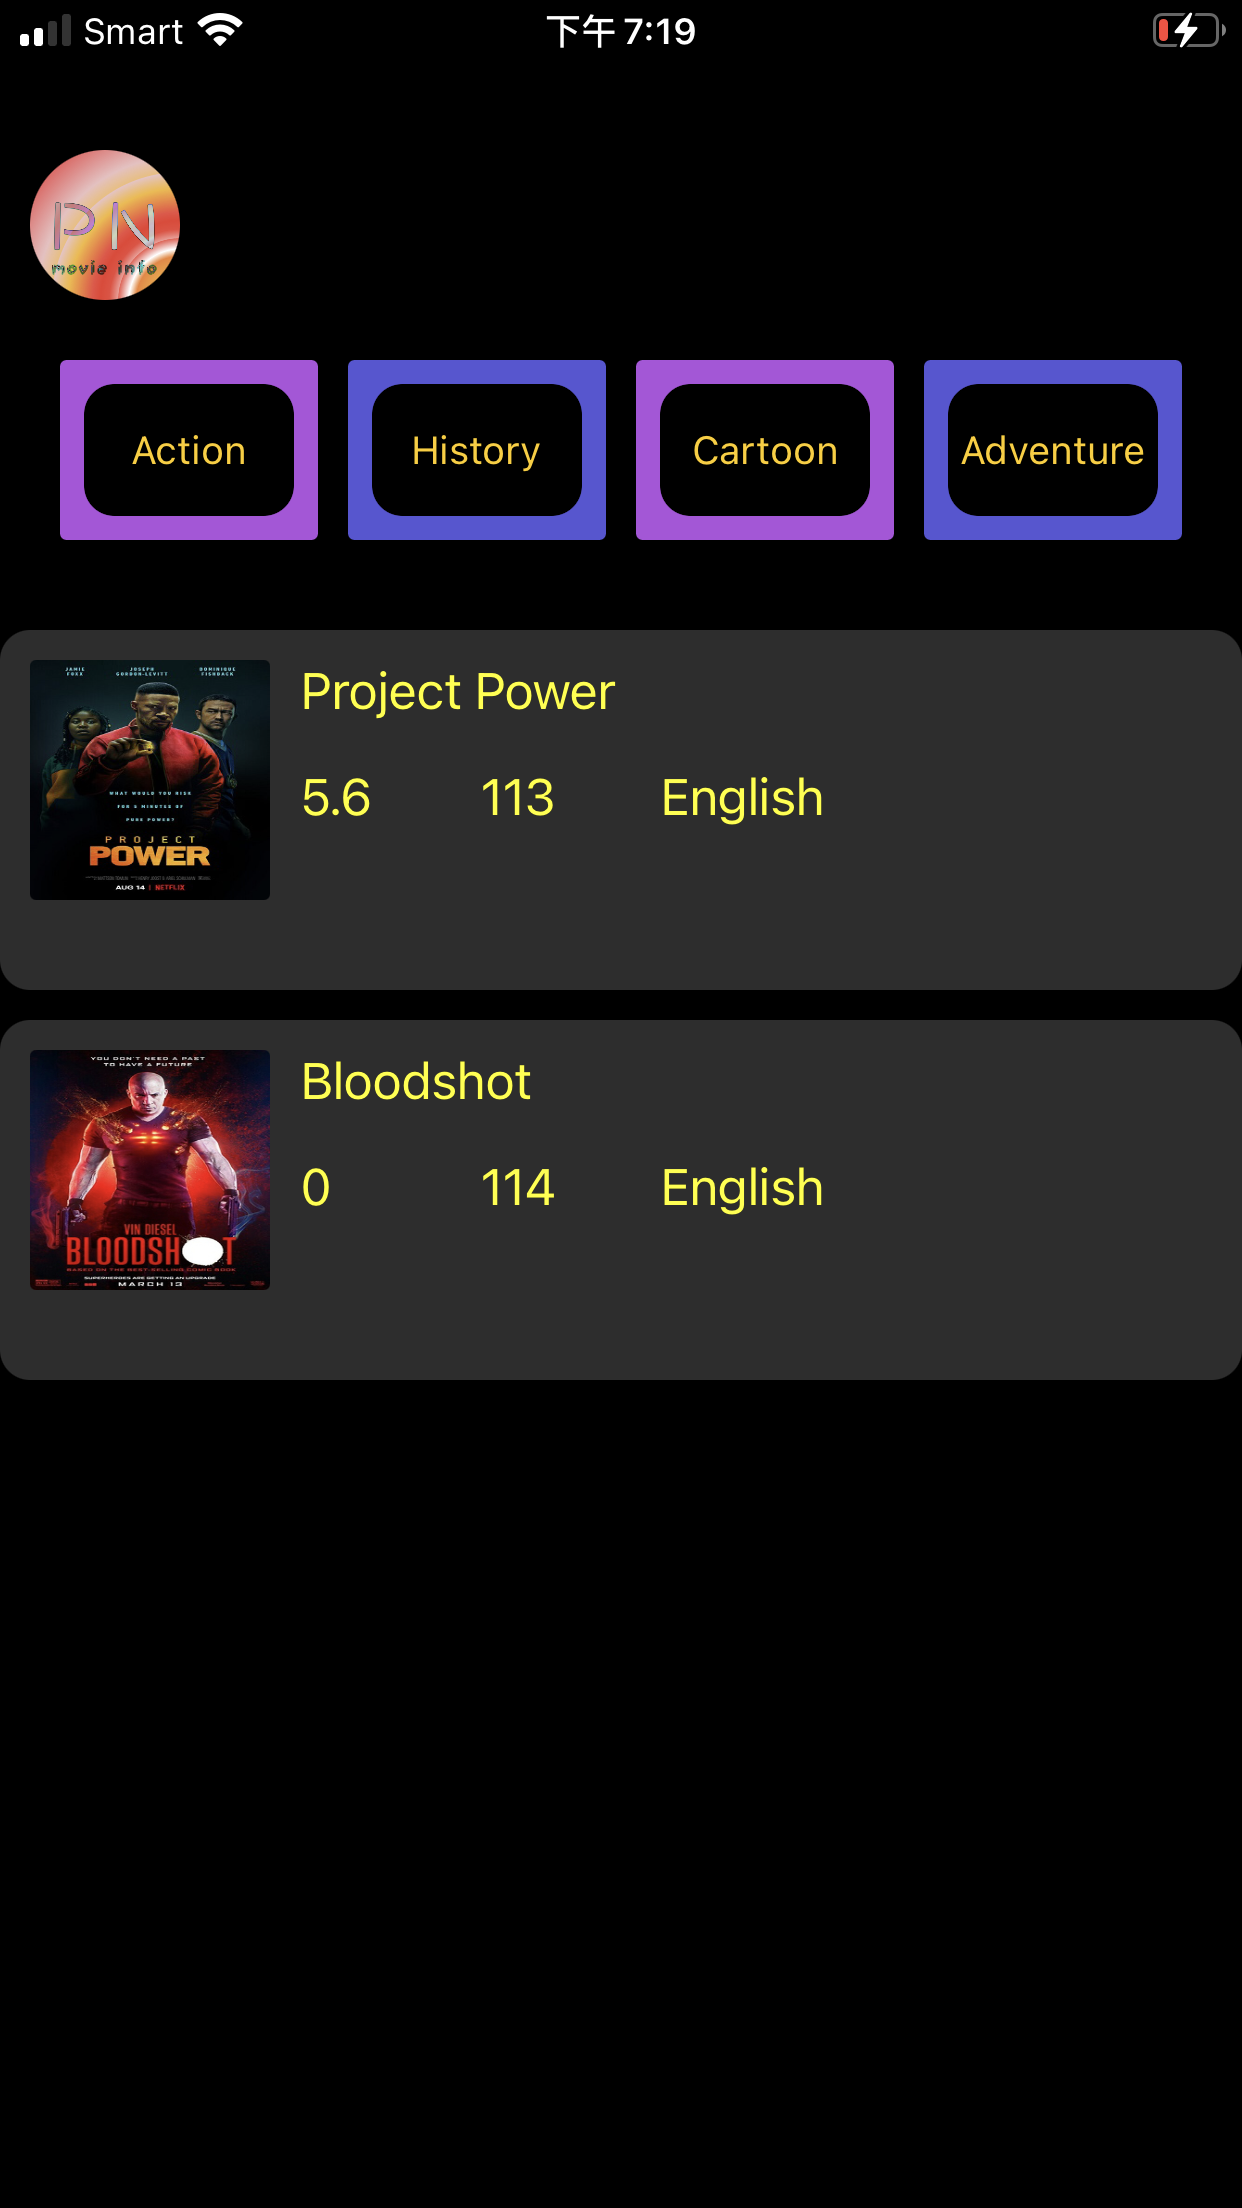 Smart
下午 7:19
PN
movie info
Action
History
Cartoon
Adventure
JAMIE FOXX
JOSEPH GORDON-LEVITT
DOMINIQUE FISHBACK
WHAT WOULD YOU RISK
FOR 5 MINUTES OF
PURE POWER?
PROJECT
POWER
AUG 14 | NETFLIX
Project Power
5.6 113 English
YOU DON'T NEED A PAST
TO HAVE A FUTURE
VIN DIESEL
BLOODSHOT
BASED ON THE BEST-SELLING COMIC BOOK
SUPERHEROES ARE GETTING AN UPGRADE
MARCH 13
Bloodshot
0 114 English